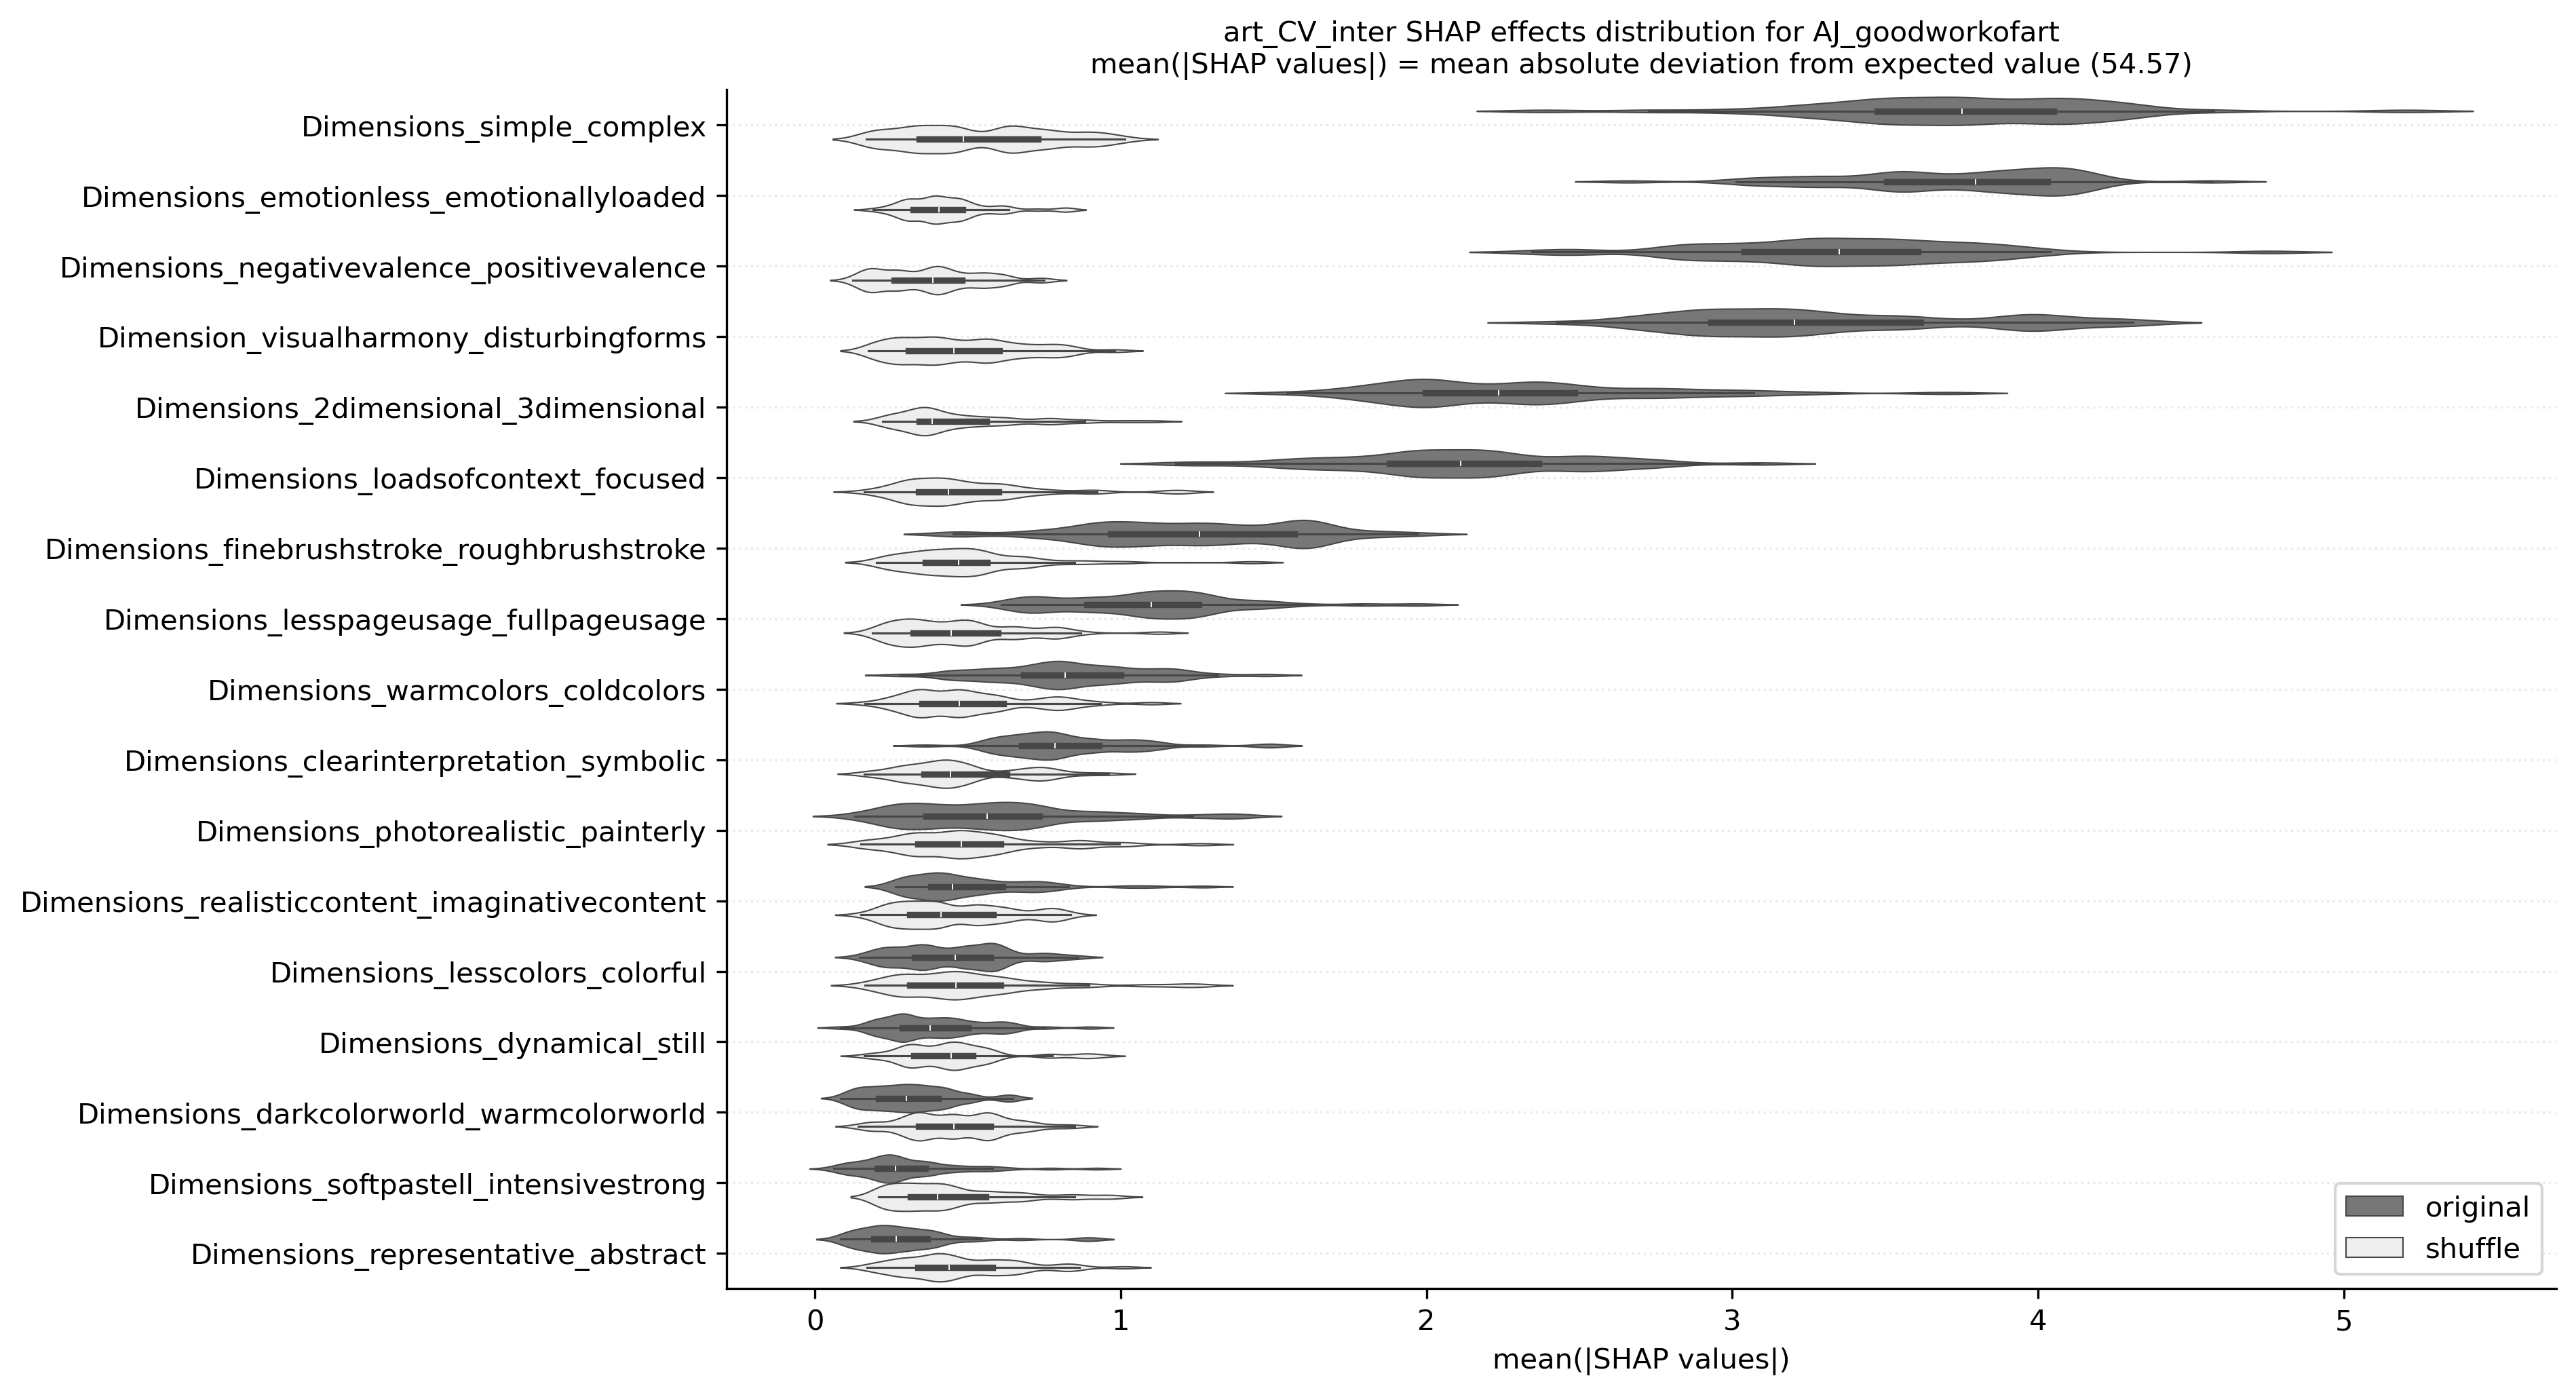 art_CV_inter SHAP effects distribution for AJ_goodworkofart
mean(|SHAP values|) = mean absolute deviation from expected value (54.57)
Dimensions_simple_complex
Dimensions_emotionless_emotionallyloaded
Dimensions_negativevalence_positivevalence
Dimension_visualharmony_disturbingforms
Dimensions_2dimensional_3dimensional
Dimensions_loadsofcontext_focused
Dimensions_finebrushstroke_roughbrushstroke
Dimensions_lesspageusage_fullpageusage
Dimensions_warmcolors_coldcolors
Dimensions_clearinterpretation_symbolic
Dimensions_photorealistic_painterly
Dimensions_realisticcontent_imaginativecontent
Dimensions_lesscolors_colorful
Dimensions_dynamical_still
Dimensions_darkcolorworld_warmcolorworld
Dimensions_softpastell_intensivestrong
Dimensions_representative_abstract
original
shuffle
0 1 2 3 4 5
mean(|SHAP values|)